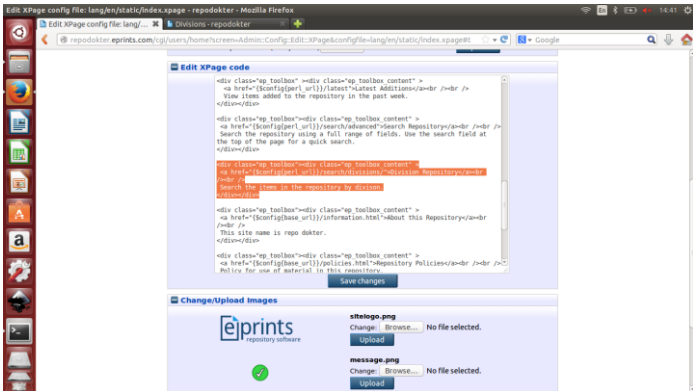 Edit XPage config file: lang/en/static/index.xpage - repodokter - Mozilla Firefox
En
14:41
Edit XPage config file: lang/...
Divisions - repodokter
repodokter.eprints.com/cgi/users/home?screen=Admin::Config::Edit::XPage&configfile=lang/en/static/index.xpage#t
Google
Edit XPage code
<div class="ep_toolbox" ><div class="ep_toolbox_content" >
<a href="{$config{perl_url}}/latest">Latest Additions</a><br /><br />
View items added to the repository in the past week.
</div></div>
<div class="ep_toolbox"><div class="ep_toolbox_content" >
<a href="{$config{perl_url}}/search/advanced">Search Repository</a><br /><br />
Search the repository using a full range of fields. Use the search field at
the top of the page for a quick search.
</div></div>
<div class="ep_toolbox"><div class="ep_toolbox_content" >
<a href="{$config{perl_url}}/search/divisions/">Division Repository</a><br
/><br />
Search the items in the repository by divison.
</div></div>
<div class="ep_toolbox"><div class="ep_toolbox_content" >
<a href="{$config{base_url}}/information.html">About this Repository</a><br
/><br />
This site name is repo dokter.
</div></div>
<div class="ep_toolbox"><div class="ep_toolbox_content" >
<a href="{$config{base_url}}/policies.html">Repository Policies</a><br /><br />
Policy for use of material in this repository.
Save changes
Change/Upload Images
eprints
repository software
sitelogo.png
Change: Browse... No file selected.
Upload
message.png
Change: Browse... No file selected.
Upload